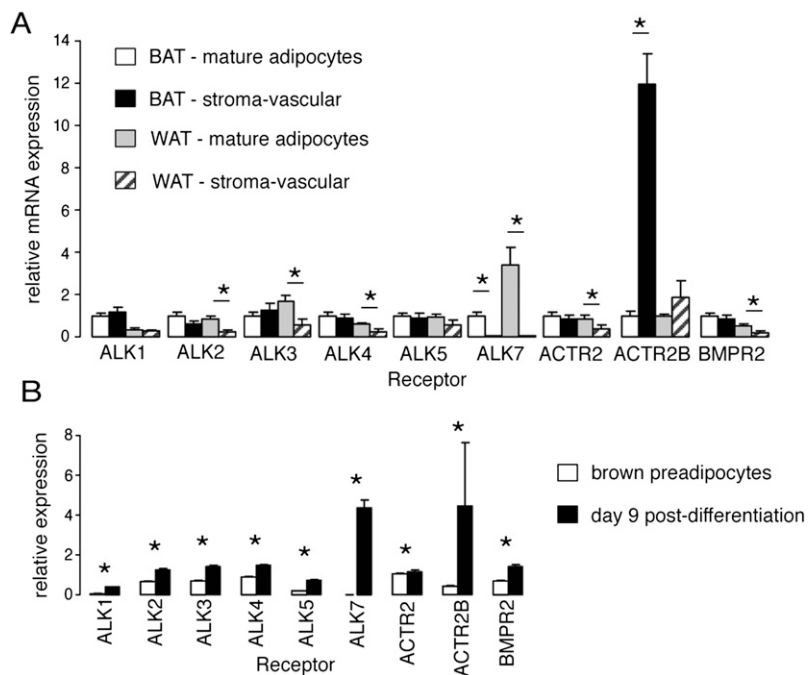 A
relative mRNA expression
14
12
10
8
6
4
2
0
BAT - mature adipocytes
BAT - stroma-vascular
WAT - mature adipocytes
WAT - stroma-vascular
* * * * * * * *
ALK1 ALK2 ALK3 ALK4 ALK5 ALK7 ACTR2 ACTR2B BMPR2
Receptor
B
relative expression
8
6
4
2
0
* * * * * * * * *
brown preadipocytes
day 9 post-differentiation
ALK1
ALK2
ALK3
ALK4
ALK5
ALK7
ACTR2
ACTR2B
BMPR2
Receptor